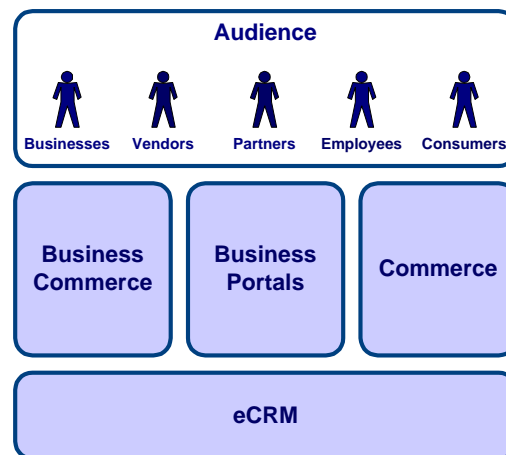 Audience
Businesses Vendors Partners Employees Consumers
Business
Commerce
Business
Portals
Commerce
eCRM